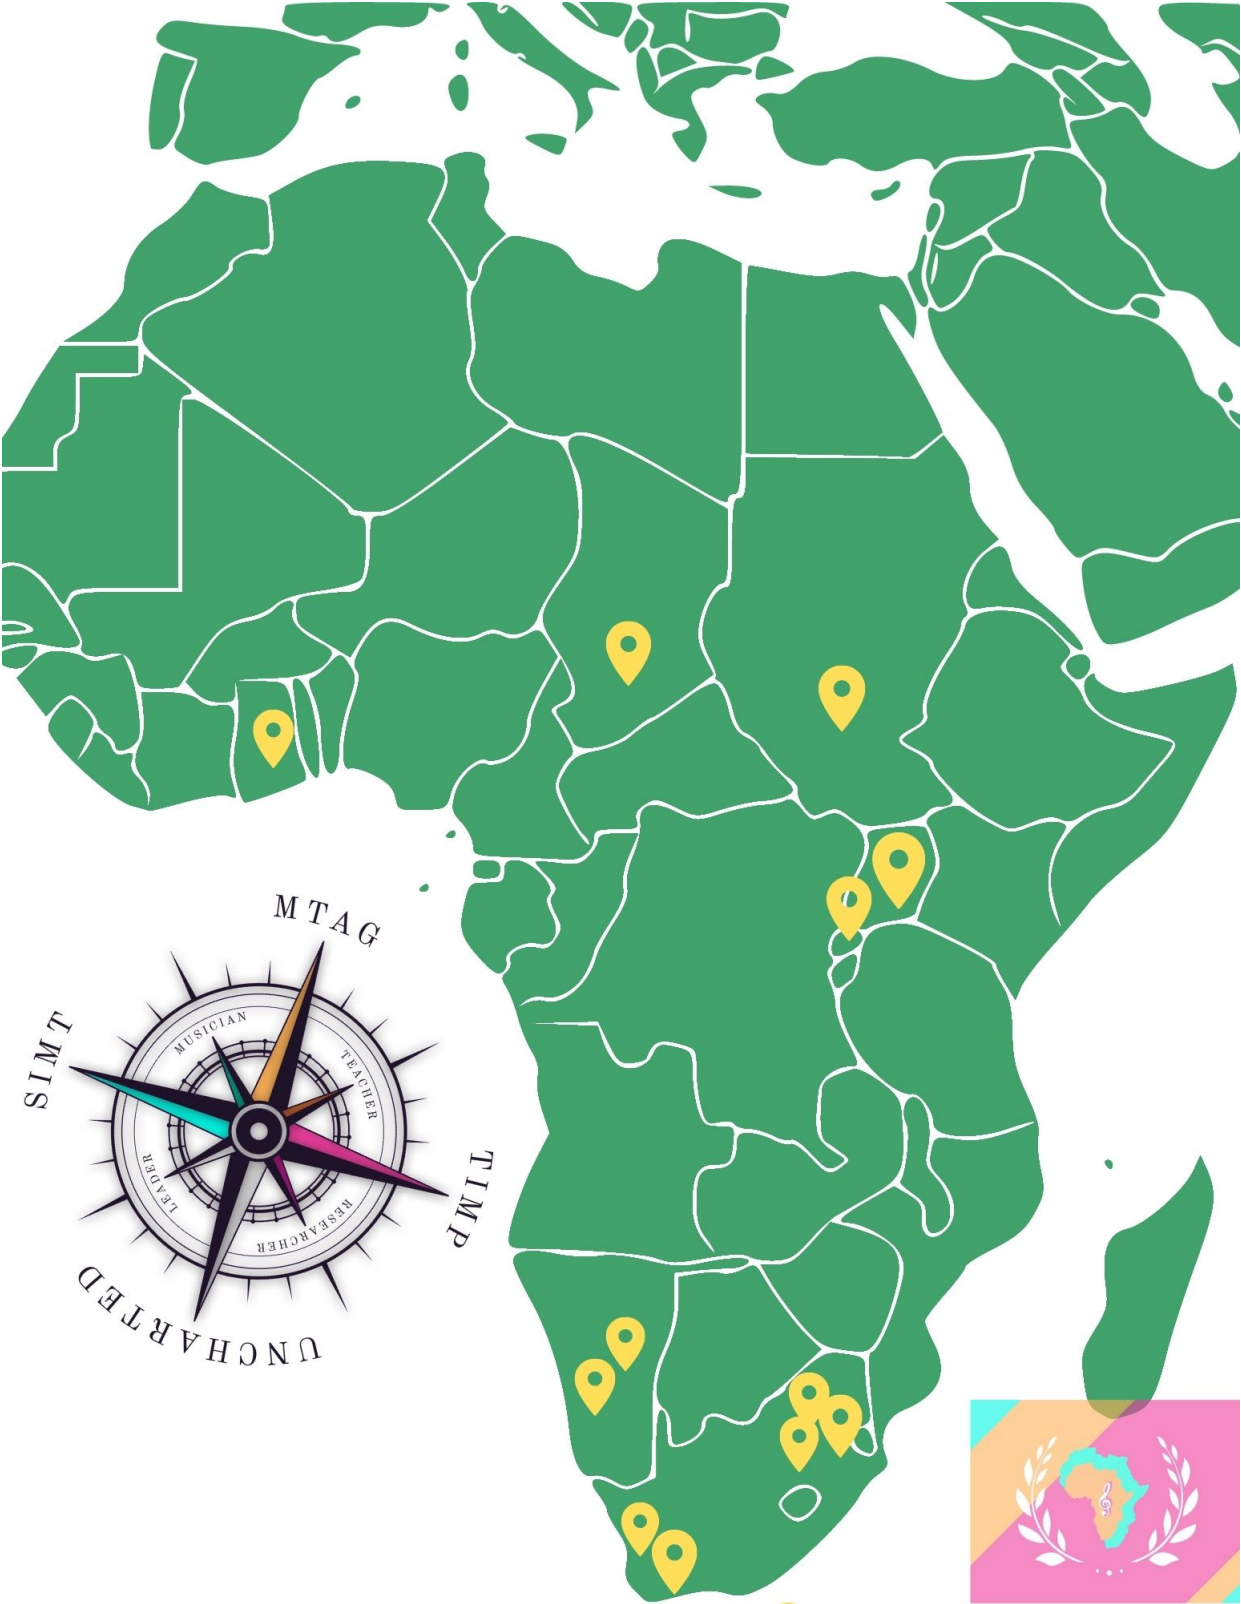 MTAG
SIMT
MUSICIAN
TEACHER
LEADER
RESEARCHER
TIMP
UNCHARTED